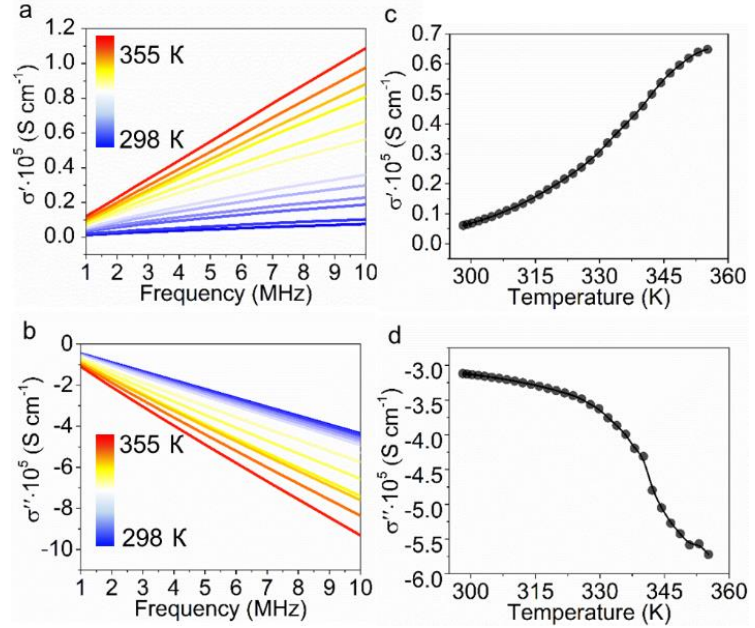 a
σ′·10⁵ (S cm⁻¹)
1.2
1.0
0.8
0.6
0.4
0.2
0.0
355 K
298 K
1 2 3 4 5 6 7 8 9 10
Frequency (MHz)
c
σ′·10⁵ (S cm⁻¹)
0.7
0.6
0.5
0.4
0.3
0.2
0.1
0.0
300 315 330 345 360
Temperature (K)
b
σ′′·10⁵ (S cm⁻¹)
0
-2
-4
-6
-8
-10
355 K
298 K
1 2 3 4 5 6 7 8 9 10
Frequency (MHz)
d
σ′′·10⁵ (S cm⁻¹)
-3.0
-3.5
-4.0
-4.5
-5.0
-5.5
-6.0
300 315 330 345 360
Temperature (K)